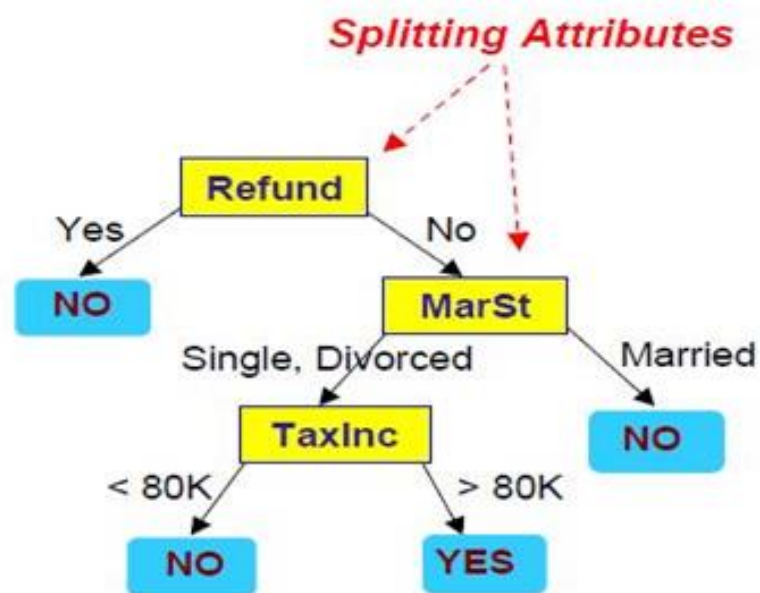 Splitting Attributes
Refund
Yes
No
NO
MarSt
Single, Divorced
Married
TaxInc
NO
< 80K
> 80K
NO
YES